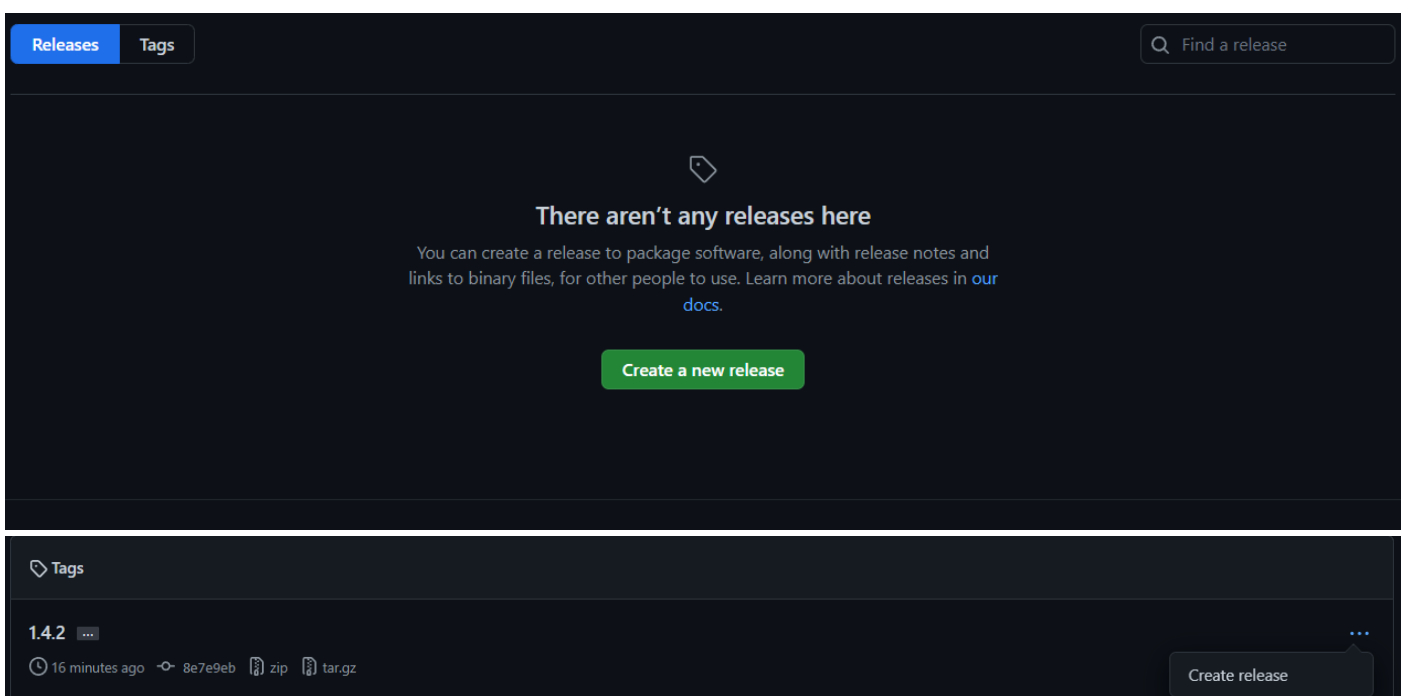 Releases Tags Find a release
There aren’t any releases here
You can create a release to package software, along with release notes and
links to binary files, for other people to use. Learn more about releases in our
docs.
Create a new release
Tags
1.4.2 ...
16 minutes ago 8e7e9eb zip tar.gz
Create release